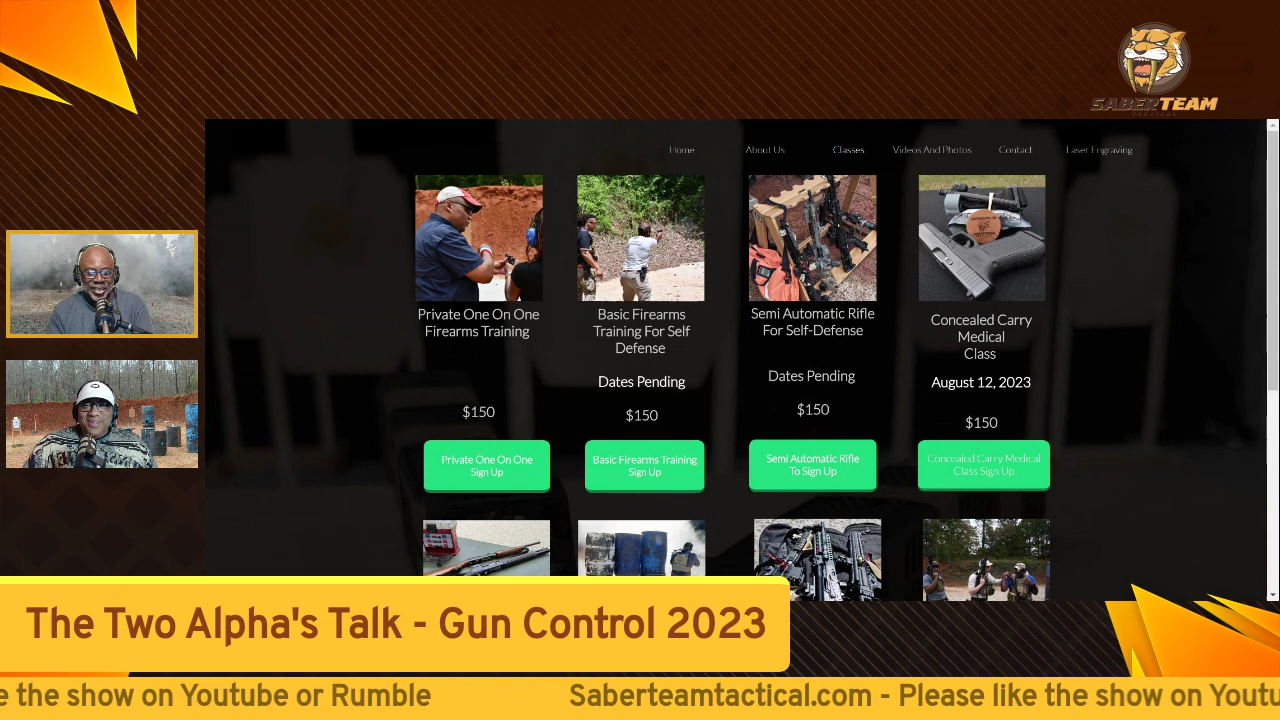 SABERTEAM
TACTICAL
Home About Us Classes Videos And Photos Contact Laser Engraving
Private One On One
Firearms Training
$150
Private One On One
Sign Up
Basic Firearms
Training For Self
Defense
Dates Pending
$150
Basic Firearms Training
Sign Up
Semi Automatic Rifle
For Self-Defense
Dates Pending
$150
Semi Automatic Rifle
To Sign Up
Concealed Carry
Medical
Class
August 12, 2023
$150
Concealed Carry Medical
Class Sign Up
The Two Alpha's Talk - Gun Control 2023
e the show on Youtube or Rumble Saberteamtactical.com - Please like the show on Youtu